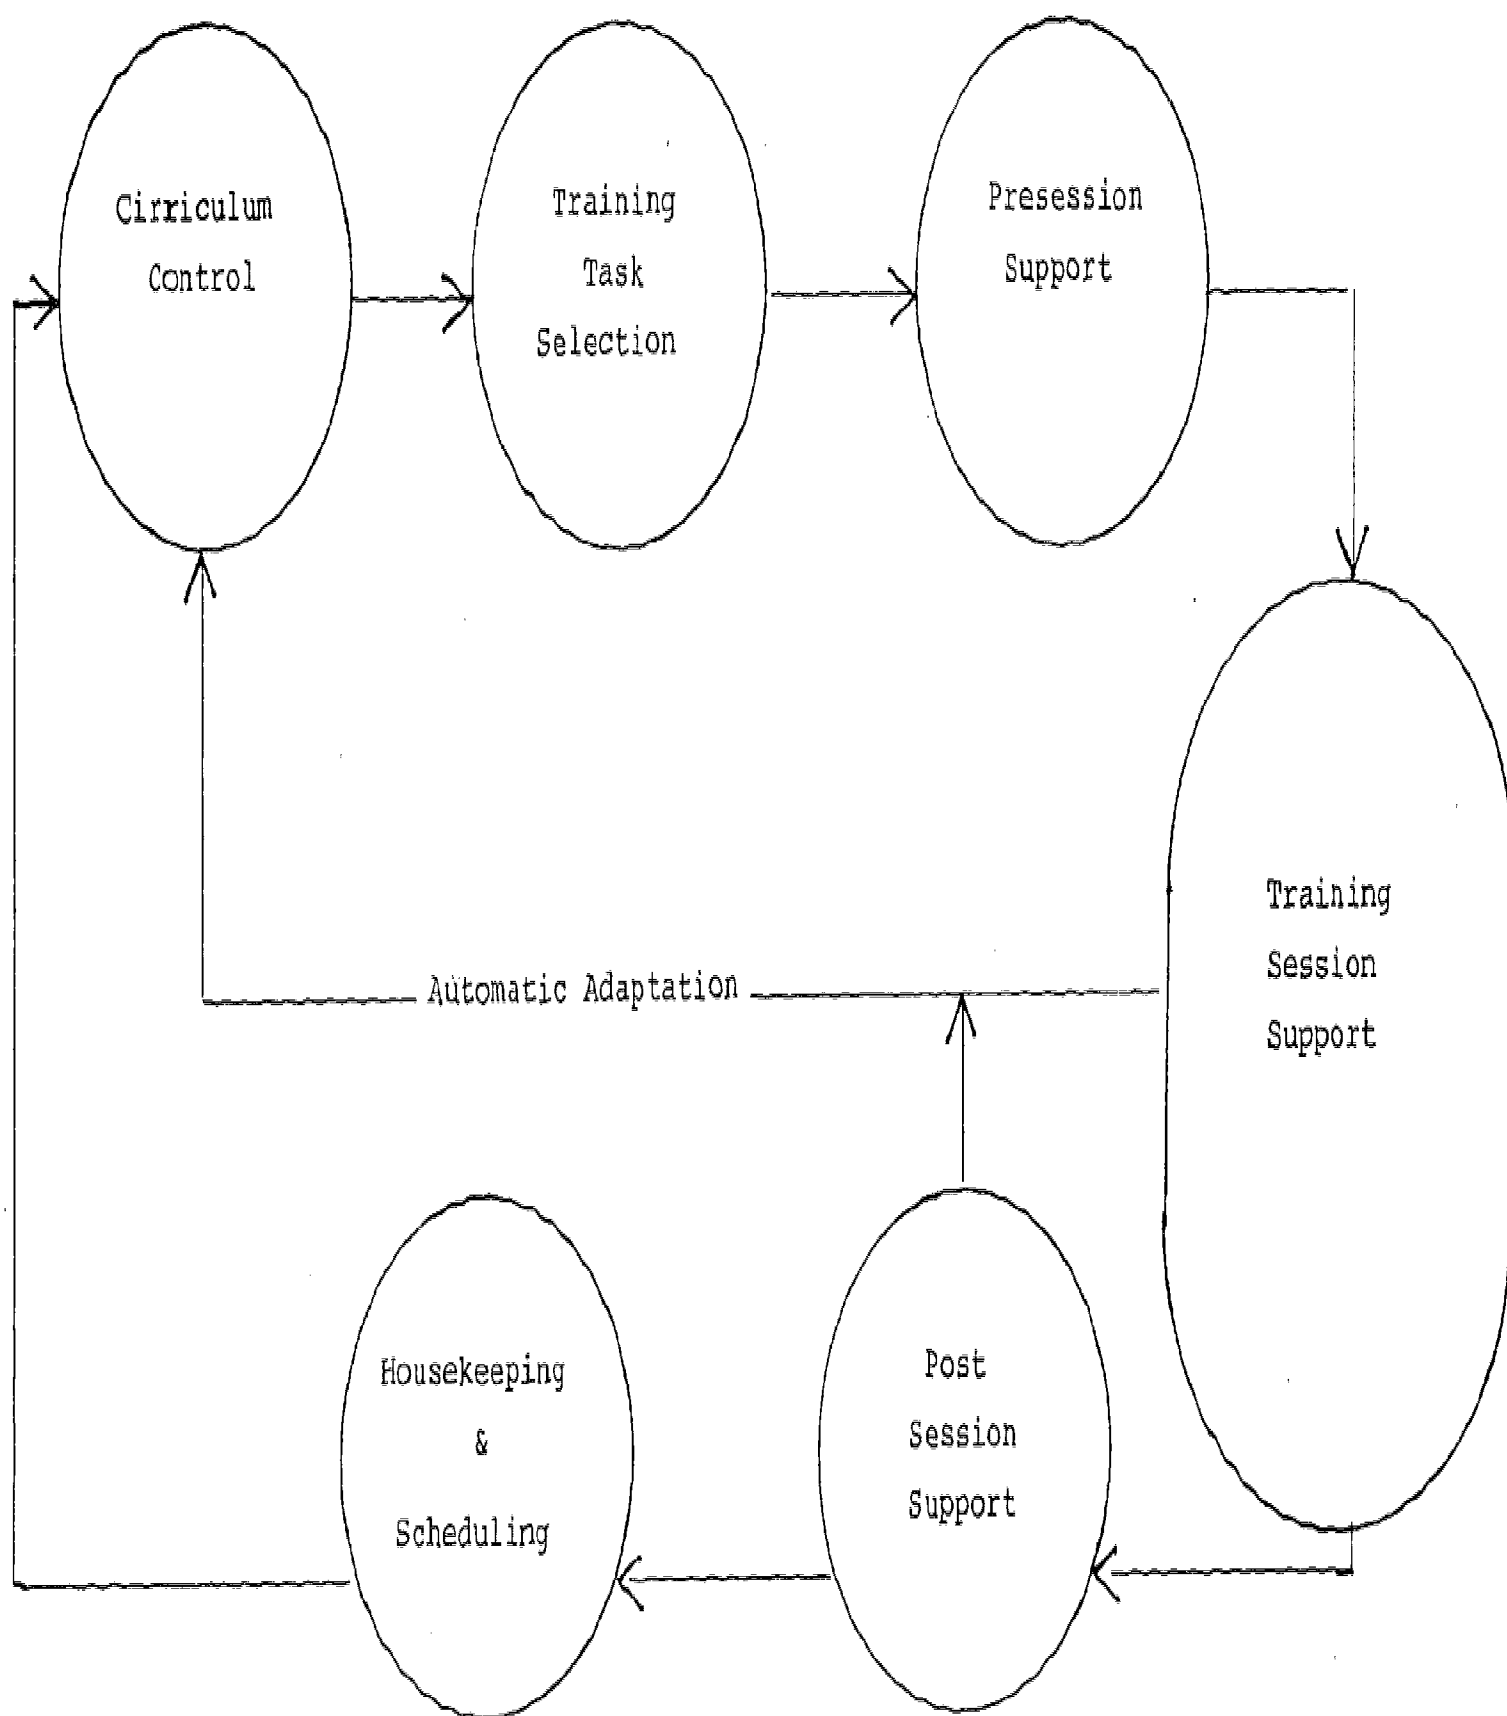 Cirriculum
Control
Training
Task
Selection
Presession
Support
Training
Session
Support
Automatic Adaptation
Post
Session
Support
Housekeeping
&
Scheduling